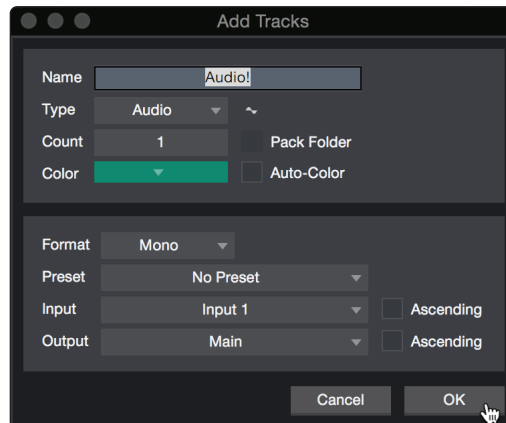 Add Tracks
Name Audio!
Type Audio
Count 1 Pack Folder
Color Auto-Color
Format Mono
Preset No Preset
Input Input 1 Ascending
Output Main Ascending
Cancel OK